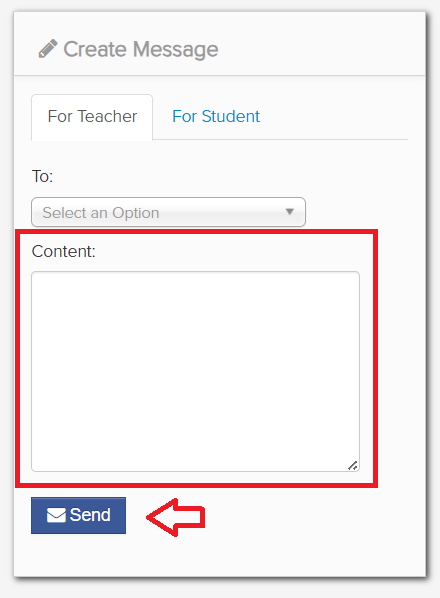 Create Message
For Teacher For Student
To:
Select an Option
Content:
Send